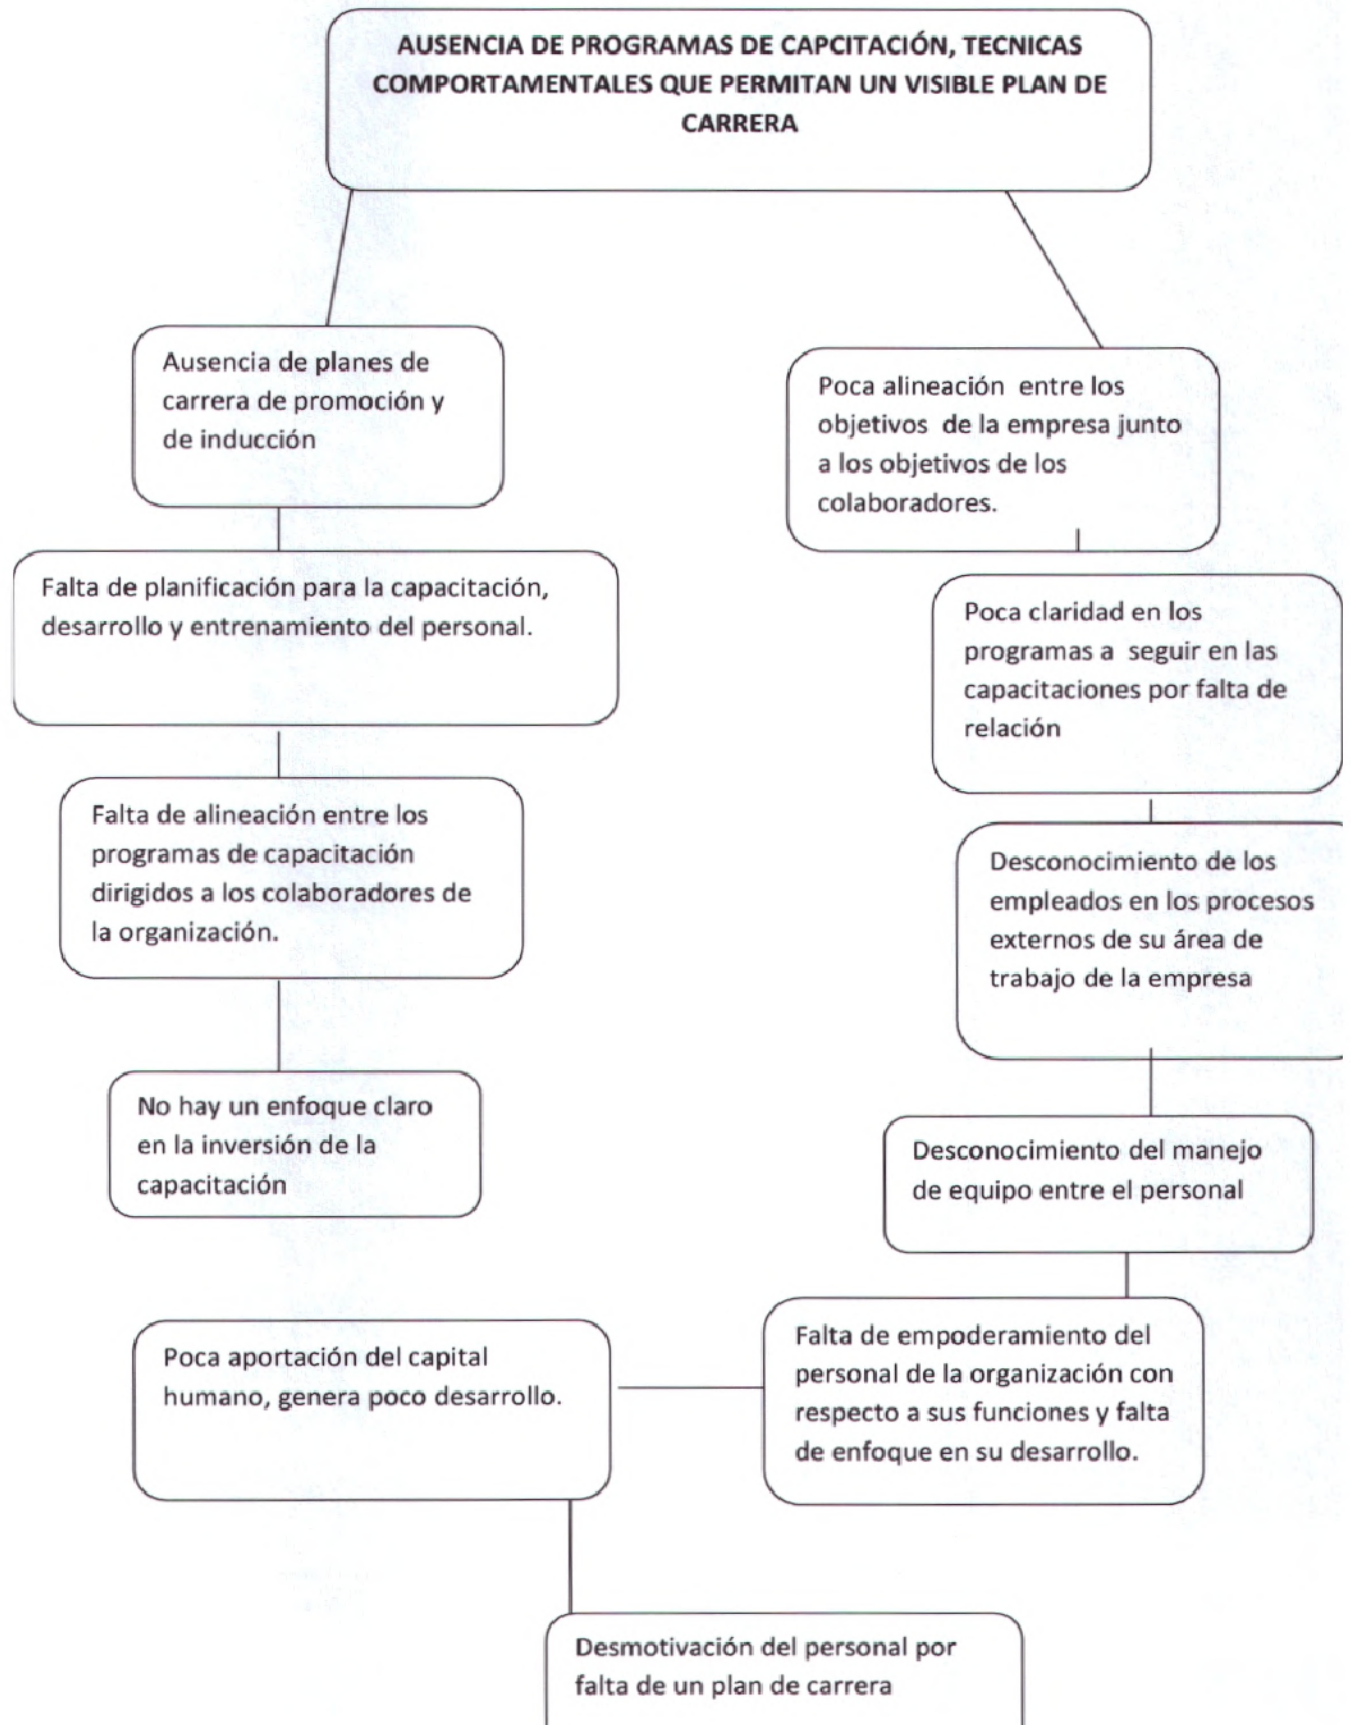 AUSENCIA DE PROGRAMAS DE CAPCITACIÓN, TECNICAS
COMPORTAMENTALES QUE PERMITAN UN VISIBLE PLAN DE
CARRERA
Ausencia de planes de
carrera de promoción y
de inducción
Falta de planificación para la capacitación,
desarrollo y entrenamiento del personal.
Falta de alineación entre los
programas de capacitación
dirigidos a los colaboradores de
la organización.
No hay un enfoque claro
en la inversión de la
capacitación
Poca alineación entre los
objetivos de la empresa junto
a los objetivos de los
colaboradores.
Poca claridad en los
programas a seguir en las
capacitaciones por falta de
relación
Desconocimiento de los
empleados en los procesos
externos de su área de
trabajo de la empresa
Desconocimiento del manejo
de equipo entre el personal
Falta de empoderamiento del
personal de la organización con
respecto a sus funciones y falta
de enfoque en su desarrollo.
Poca aportación del capital
humano, genera poco desarrollo.
Desmotivación del personal por
falta de un plan de carrera